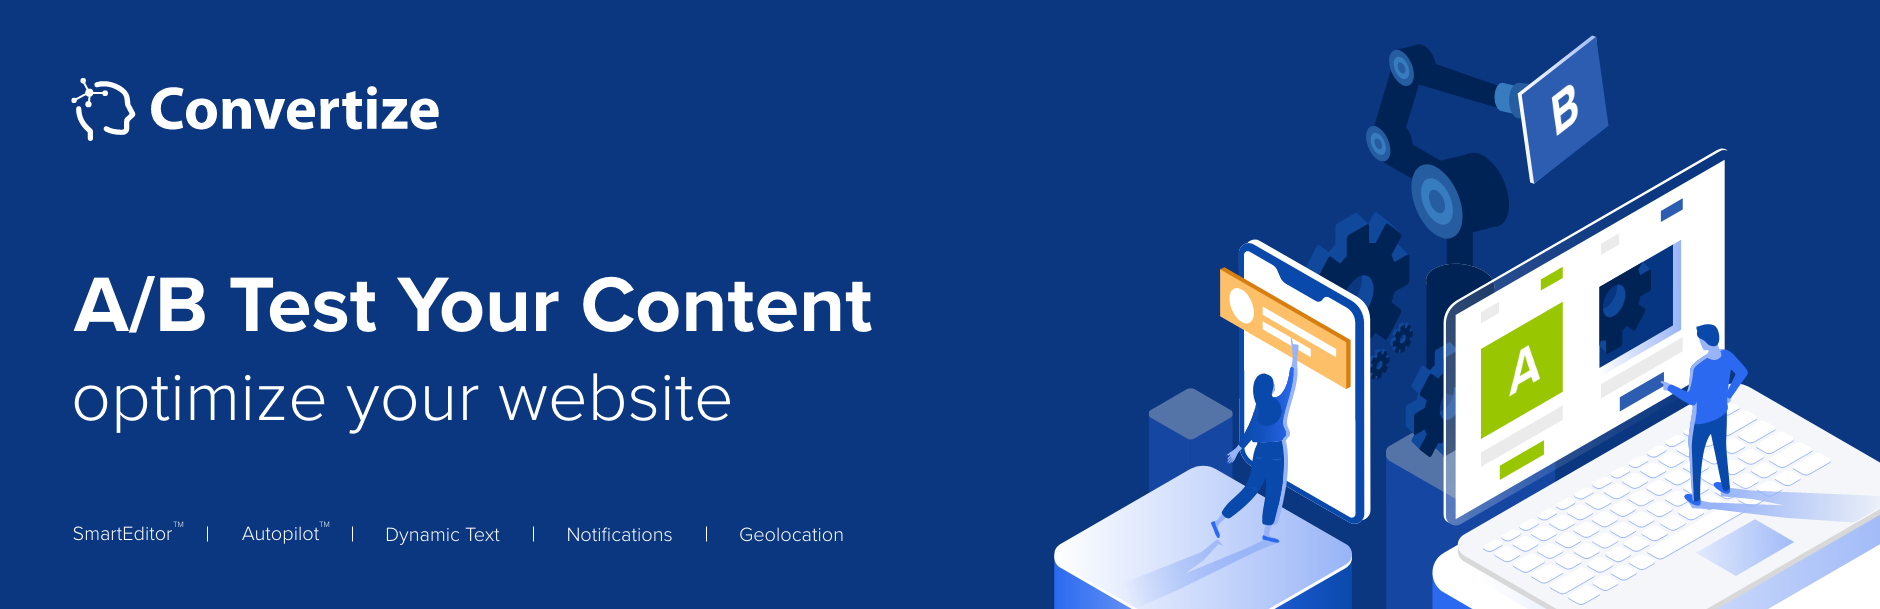 Convertize
A/B Test Your Content
optimize your website
SmartEditor™ | Autopilot™ | Dynamic Text | Notifications | Geolocation
B
A